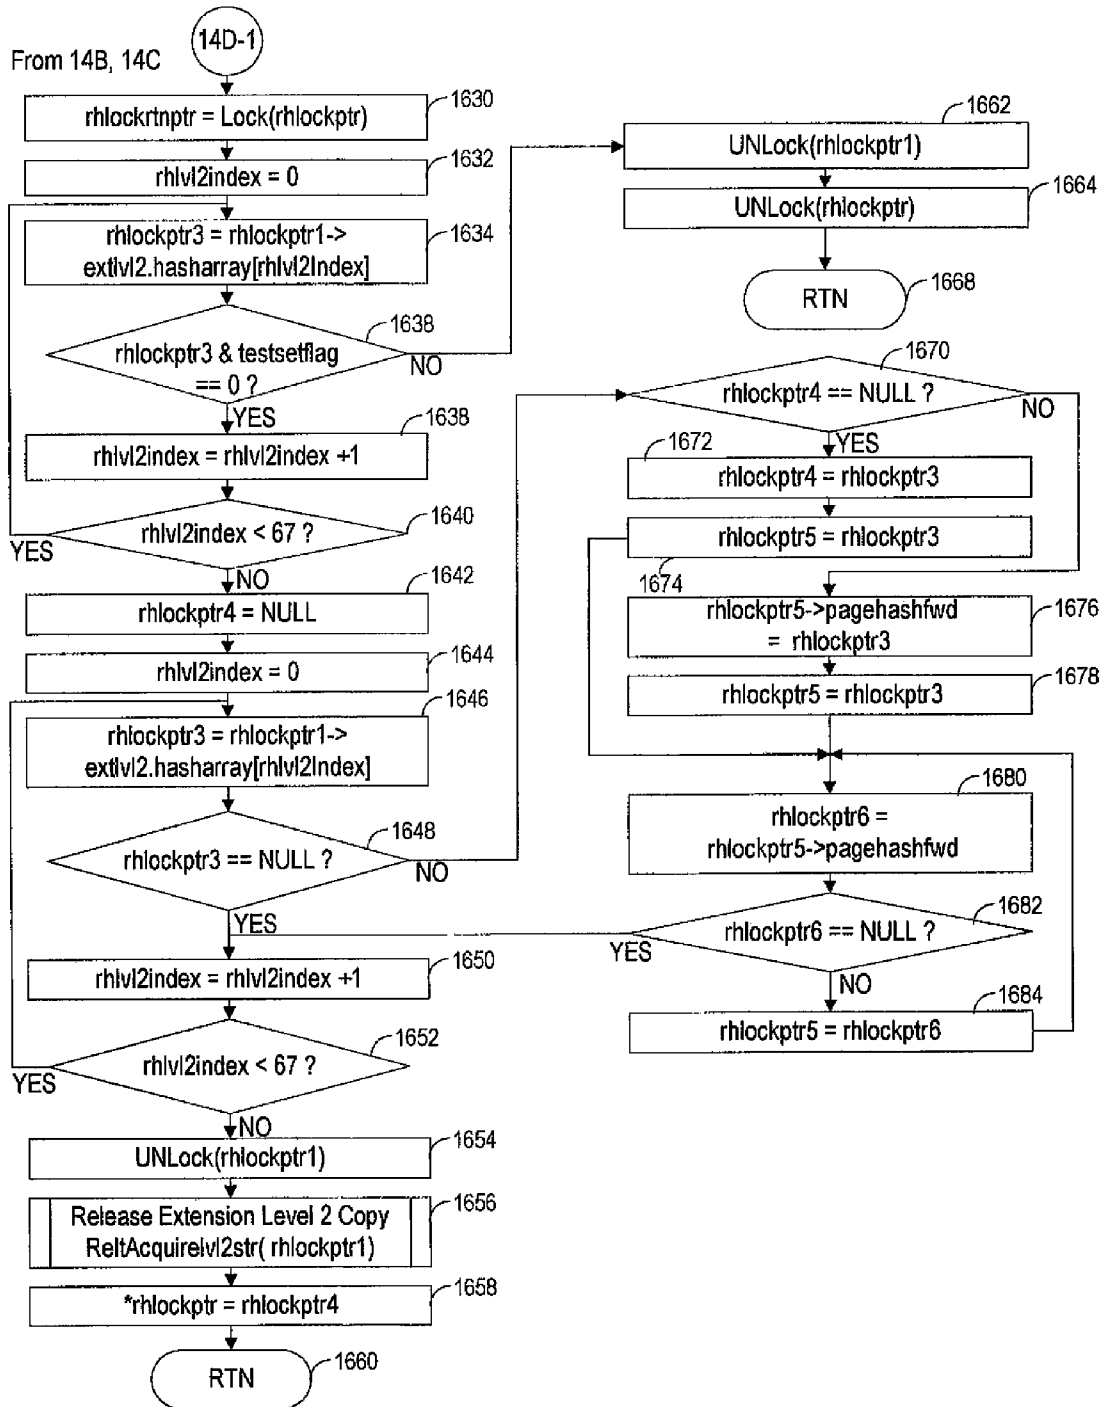 14D-1
From 14B, 14C
1630
rhlockrtnptr = Lock(rhlockptr)
1632
rhlvl2index = 0
1634
rhlockptr3 = rhlockptr1->
extlvl2.hasharray[rhlvl2Index]
1638
rhlockptr3 & testsetflag
== 0 ?
NO
YES
1638
rhlvl2index = rhlvl2index +1
1640
rhlvl2index < 67 ?
YES
NO
1642
rhlockptr4 = NULL
1644
rhlvl2index = 0
1646
rhlockptr3 = rhlockptr1->
extlvl2.hasharray[rhlvl2Index]
1648
rhlockptr3 == NULL ?
NO
YES
1650
rhlvl2index = rhlvl2index +1
1652
rhlvl2index < 67 ?
YES
NO
1654
UNLock(rhlockptr1)
1656
Release Extension Level 2 Copy
ReltAcquirelvl2str( rhlockptr1)
1658
*rhlockptr = rhlockptr4
1660
RTN
1662
UNLock(rhlockptr1)
1664
UNLock(rhlockptr)
1668
RTN
1670
rhlockptr4 == NULL ?
NO
YES
1672
rhlockptr4 = rhlockptr3
rhlockptr5 = rhlockptr3
1674
1676
rhlockptr5->pagehashfwd
= rhlockptr3
1678
rhlockptr5 = rhlockptr3
1680
rhlockptr6 =
rhlockptr5->pagehashfwd
1682
rhlockptr6 == NULL ?
YES
NO
1684
rhlockptr5 = rhlockptr6